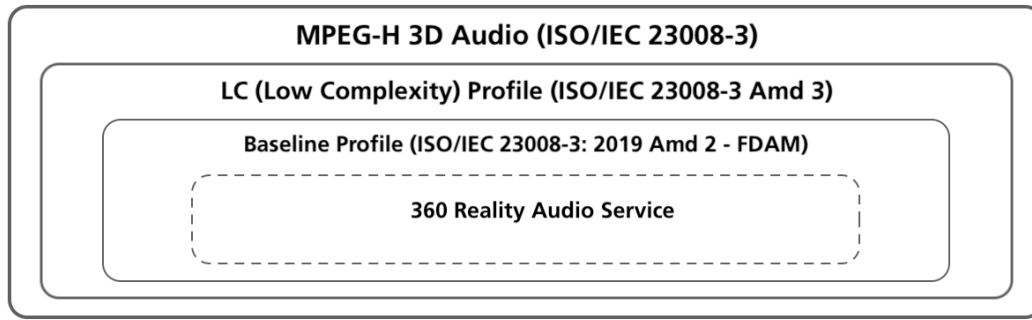 MPEG-H 3D Audio (ISO/IEC 23008-3)
LC (Low Complexity) Profile (ISO/IEC 23008-3 Amd 3)
Baseline Profile (ISO/IEC 23008-3: 2019 Amd 2 - FDAM)
360 Reality Audio Service